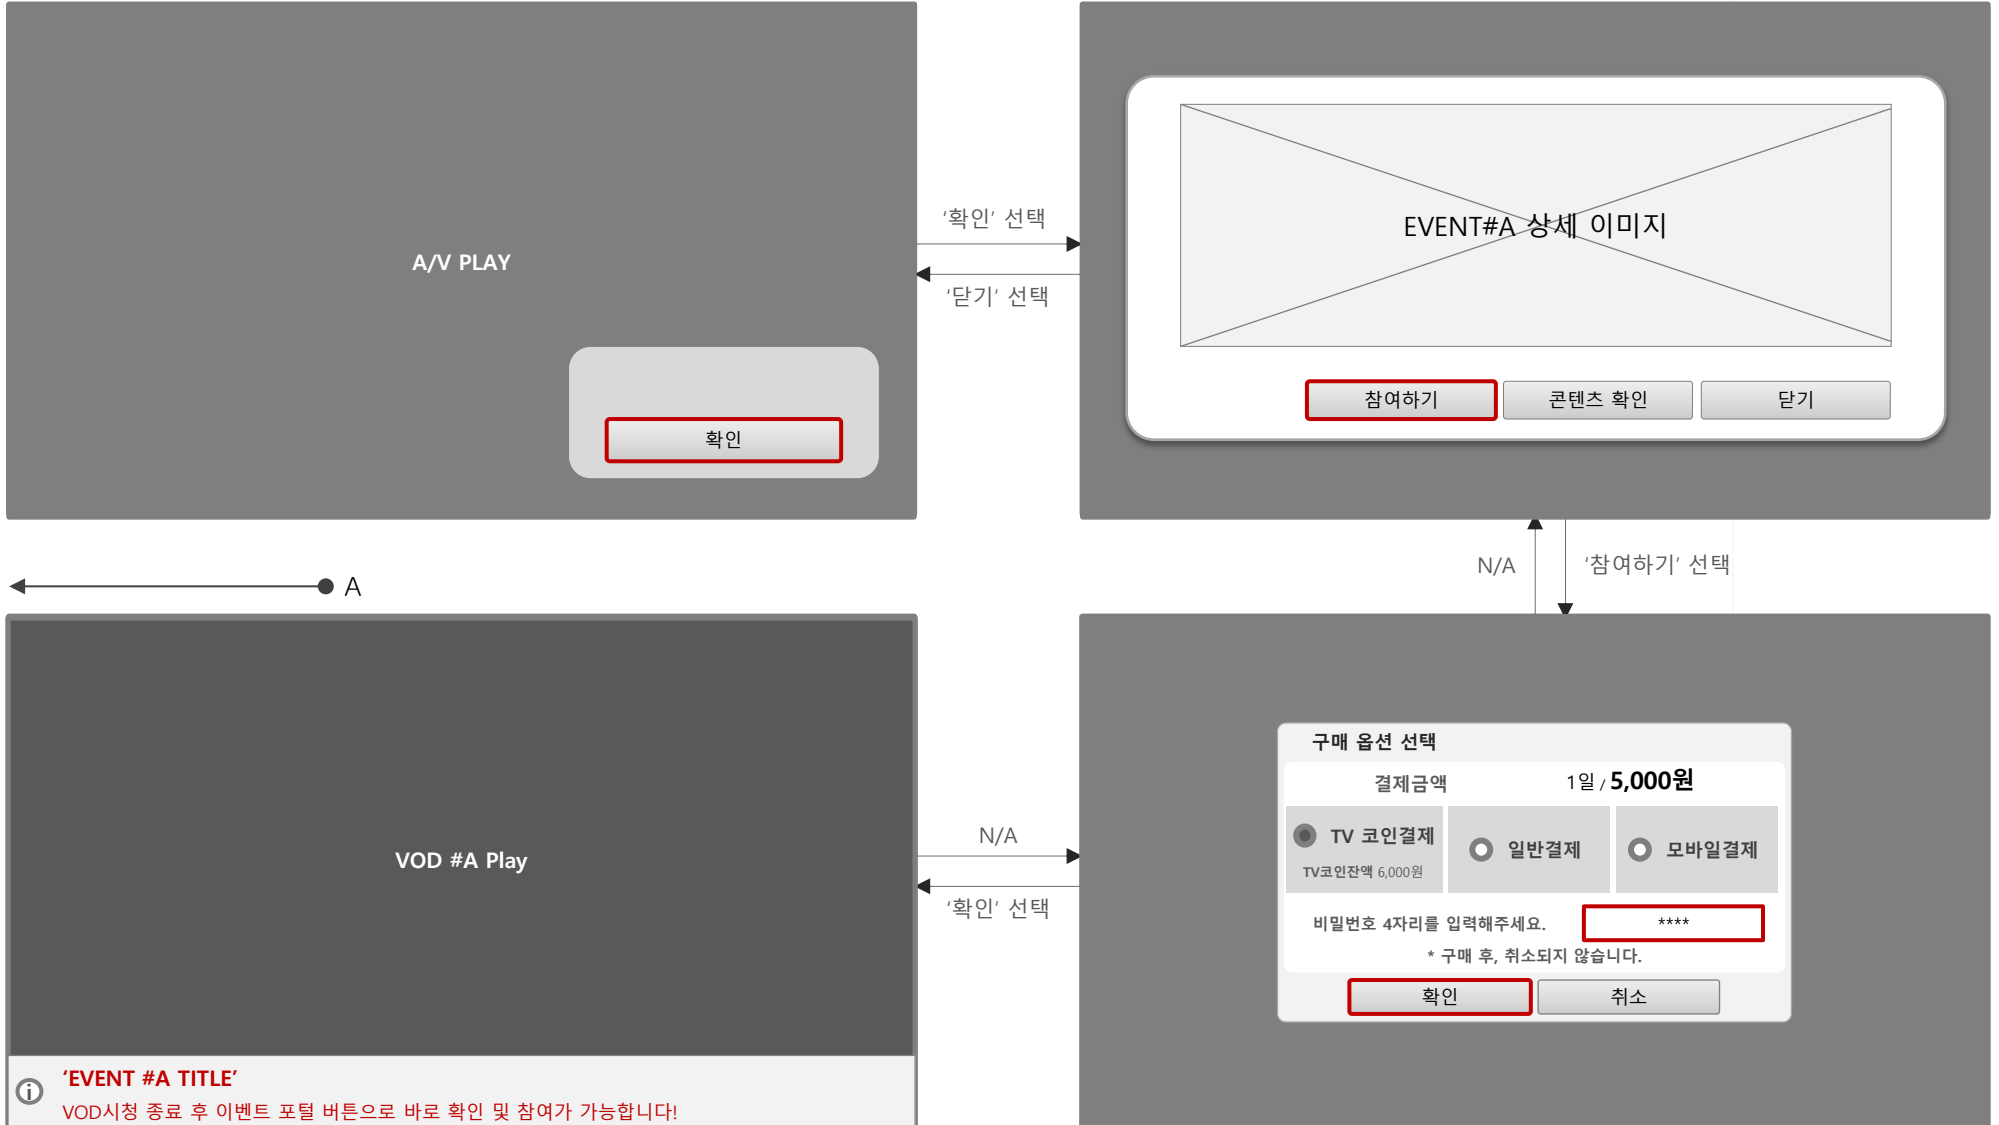 A/V PLAY
확인
‘확인’ 선택
‘닫기’ 선택
EVENT#A 상세 이미지
참여하기
콘텐츠 확인
닫기
N/A
‘참여하기’ 선택
A
VOD #A Play
‘EVENT #A TITLE’
VOD시청 종료 후 이벤트 포털 버튼으로 바로 확인 및 참여가 가능합니다!
N/A
‘확인’ 선택
구매 옵션 선택
결제금액 1일 / 5,000원
TV 코인결제
TV코인잔액 6,000원
일반결제
모바일결제
비밀번호 4자리를 입력해주세요. ****
* 구매 후, 취소되지 않습니다.
확인
취소